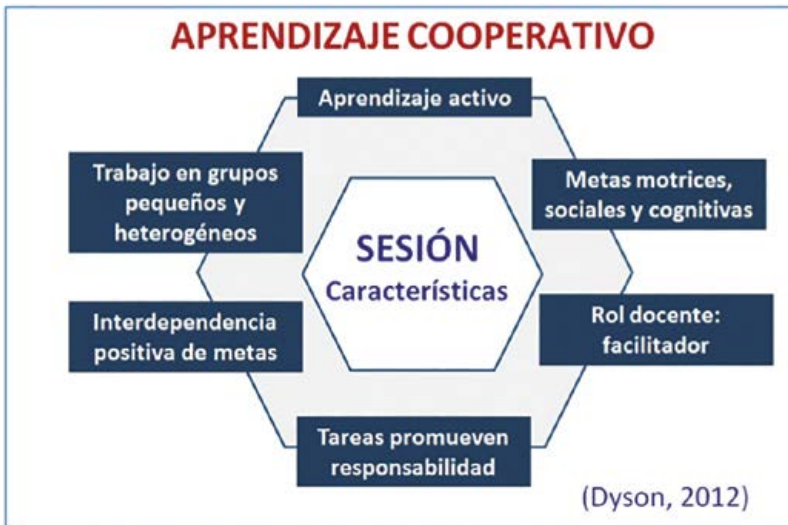 APRENDIZAJE COOPERATIVO
Aprendizaje activo
Trabajo en grupos
pequeños y
heterogéneos
Metas motrices,
sociales y cognitivas
SESIÓN
Características
Interdependencia
positiva de metas
Rol docente:
facilitador
Tareas promueven
responsabilidad
(Dyson, 2012)